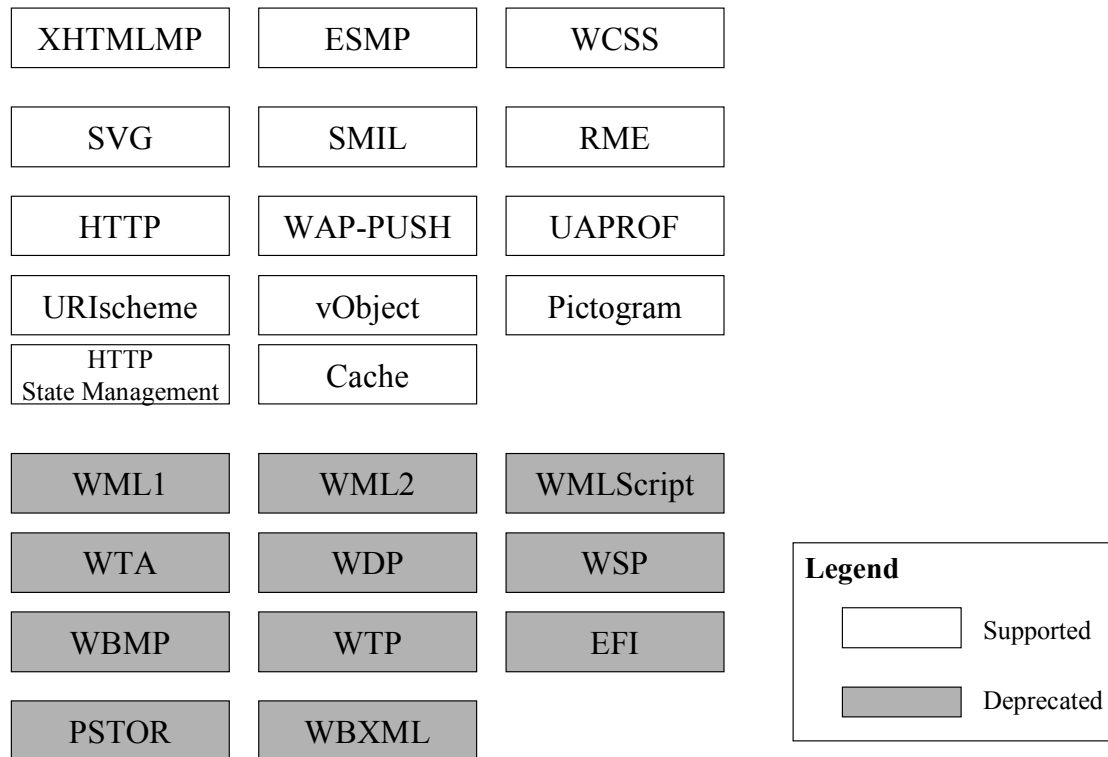 XHTMLMP
ESMP
WCSS
SVG
SMIL
RME
HTTP
WAP-PUSH
UAPROF
URIscheme
vObject
Pictogram
HTTP
State Management
Cache
WML1
WML2
WMLScript
WTA
WDP
WSP
WBMP
WTP
EFI
PSTOR
WBXML
Legend
Supported
Deprecated